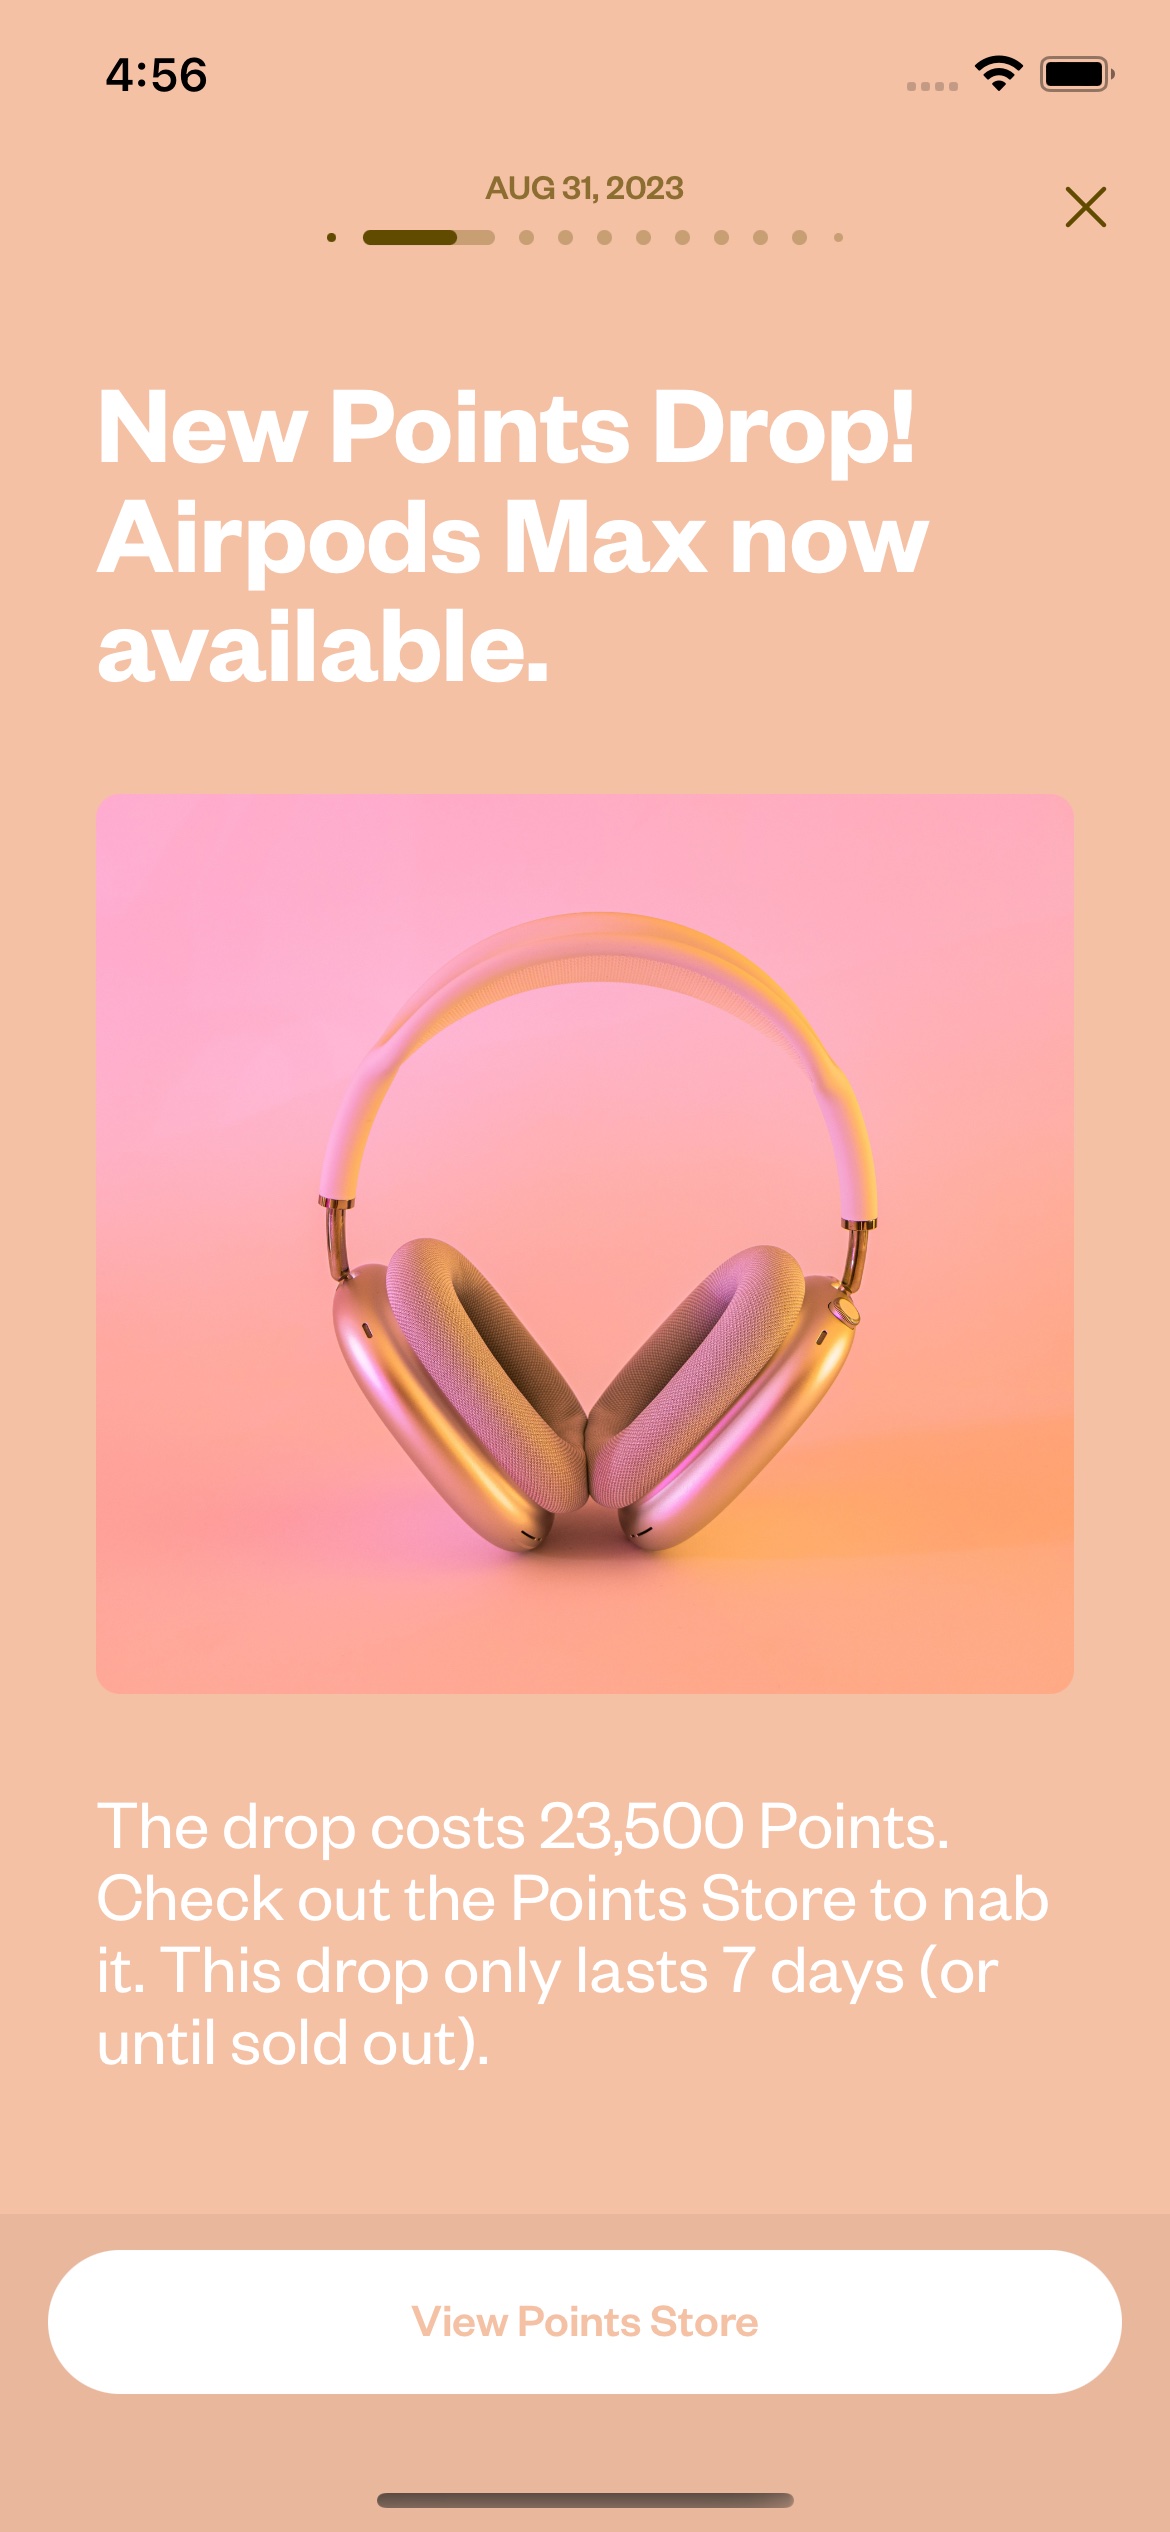 4:56
AUG 31, 2023
New Points Drop!
Airpods Max now
available.
The drop costs 23,500 Points.
Check out the Points Store to nab
it. This drop only lasts 7 days (or
until sold out).
View Points Store